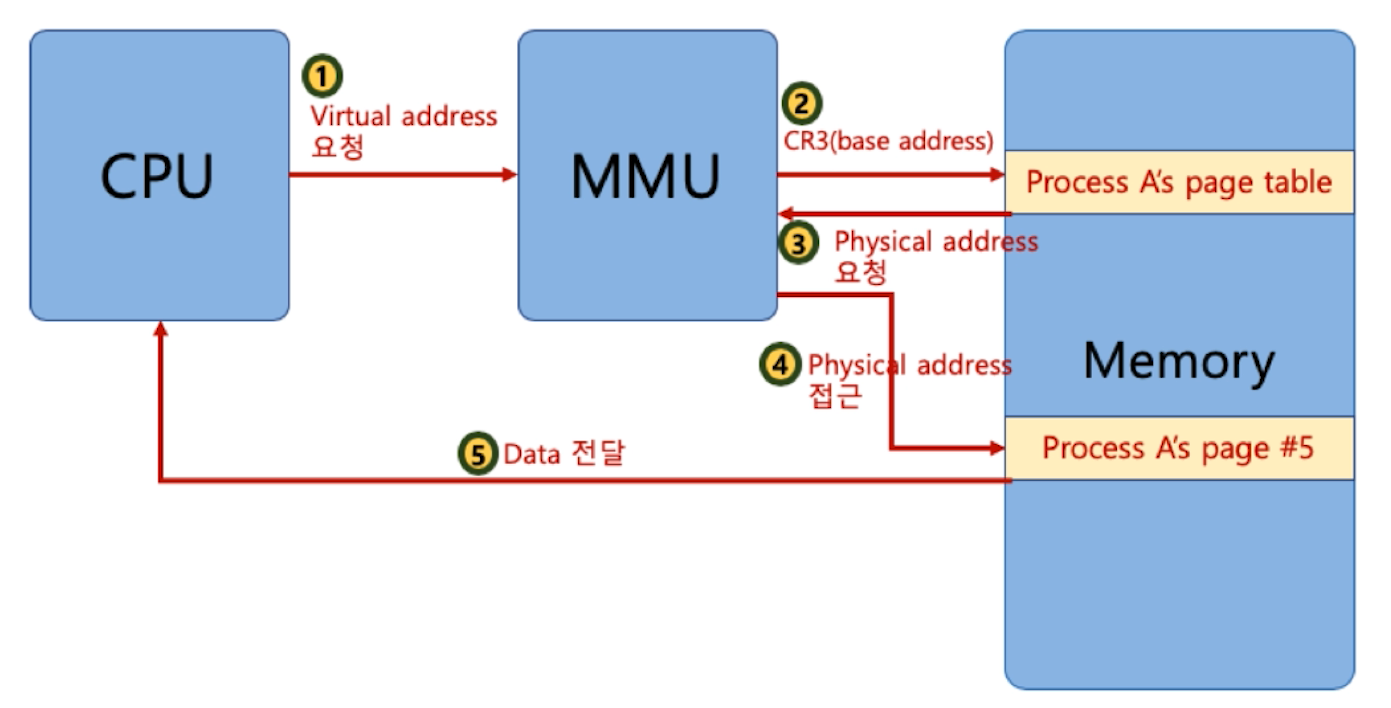 CPU
1
Virtual address
요청
MMU
2
CR3(base address)
Process A's page table
3
Physical address
요청
Memory
4
Physical address
접근
Process A's page #5
5
Data 전달